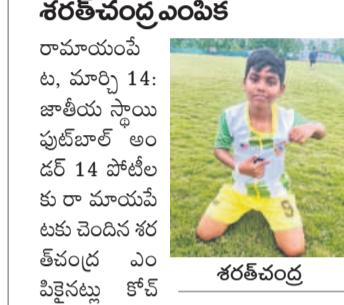 శరత్‌చంద్ర ఎంపిక
రామాయంపే
ట, మార్చి 14:
జాతీయ స్థాయి
ఫుట్‌బాల్ అం
డర్ 14 పోటీల
కు రా మాయపే
టకు చెందిన శర
త్‌చంద్ర ఎం
పికైనట్లు కోచ్
శరత్‌చంద్ర